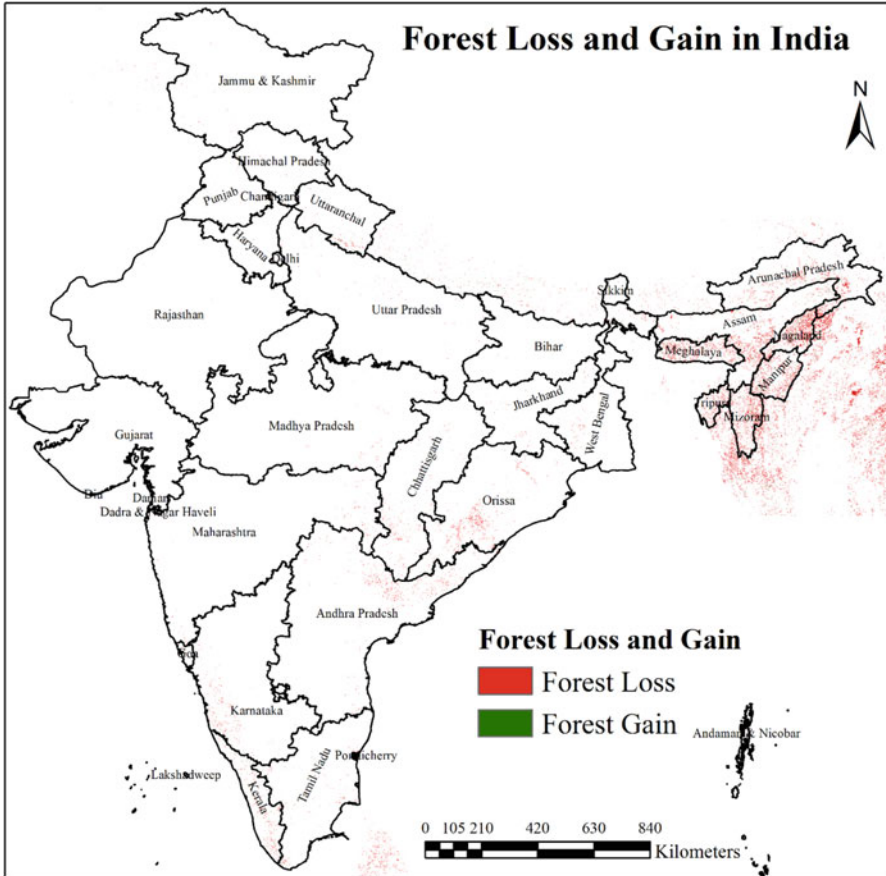 Forest Loss and Gain in India
N
Jammu & Kashmir
Himachal Pradesh
Punjab
Chandigarh
Uttaranchal
Haryana
Delhi
Rajasthan
Uttar Pradesh
Sikkim
Arunachal Pradesh
Assam
Nagaland
Bihar
Meghalaya
Manipur
Jharkhand
Tripura
Mizoram
West Bengal
Gujarat
Madhya Pradesh
Chhattisgarh
Orissa
Diu
Daman
Dadra & Nagar Haveli
Maharashtra
Andhra Pradesh
Goa
Karnataka
Forest Loss and Gain
Forest Loss
Forest Gain
Andaman & Nicobar
Pondicherry
Lakshadweep
Kerala
Tamil Nadu
0 105 210 420 630 840
Kilometers